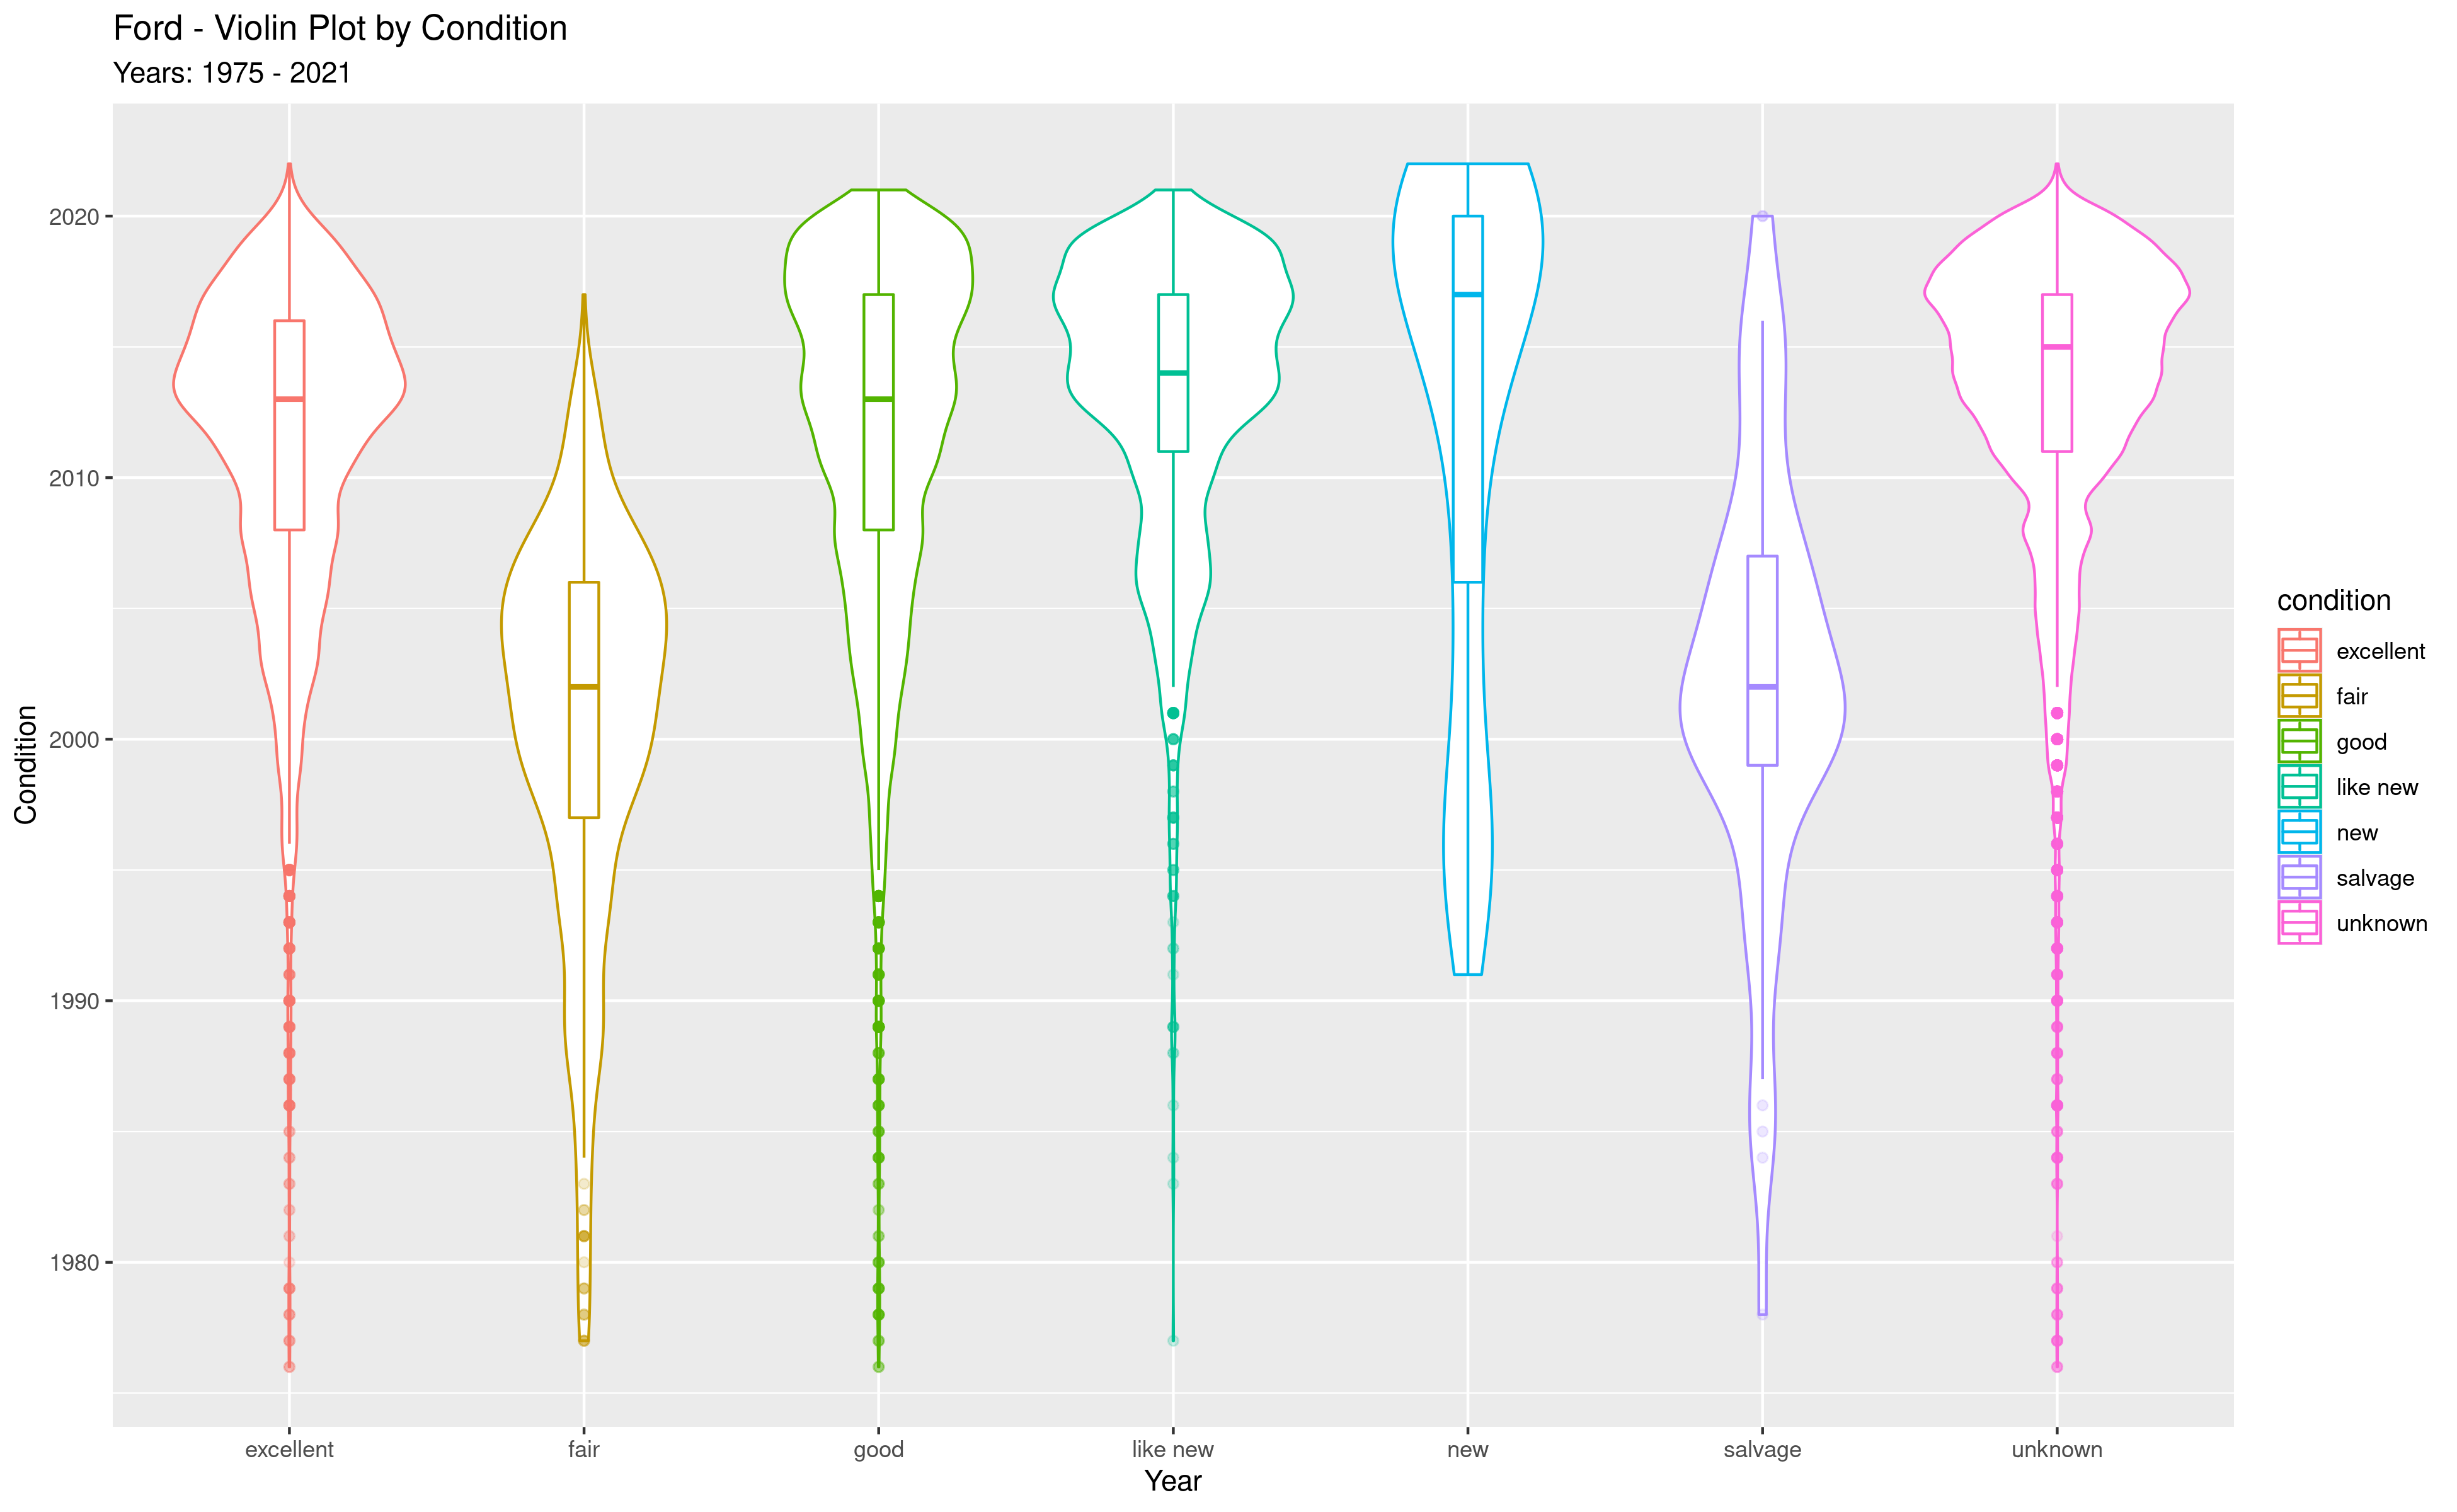 Ford - Violin Plot by Condition
Years: 1975 - 2021
Condition
2020
2010
2000
1990
1980
excellent
fair
good
like new
new
salvage
unknown
Year
condition
excellent
fair
good
like new
new
salvage
unknown